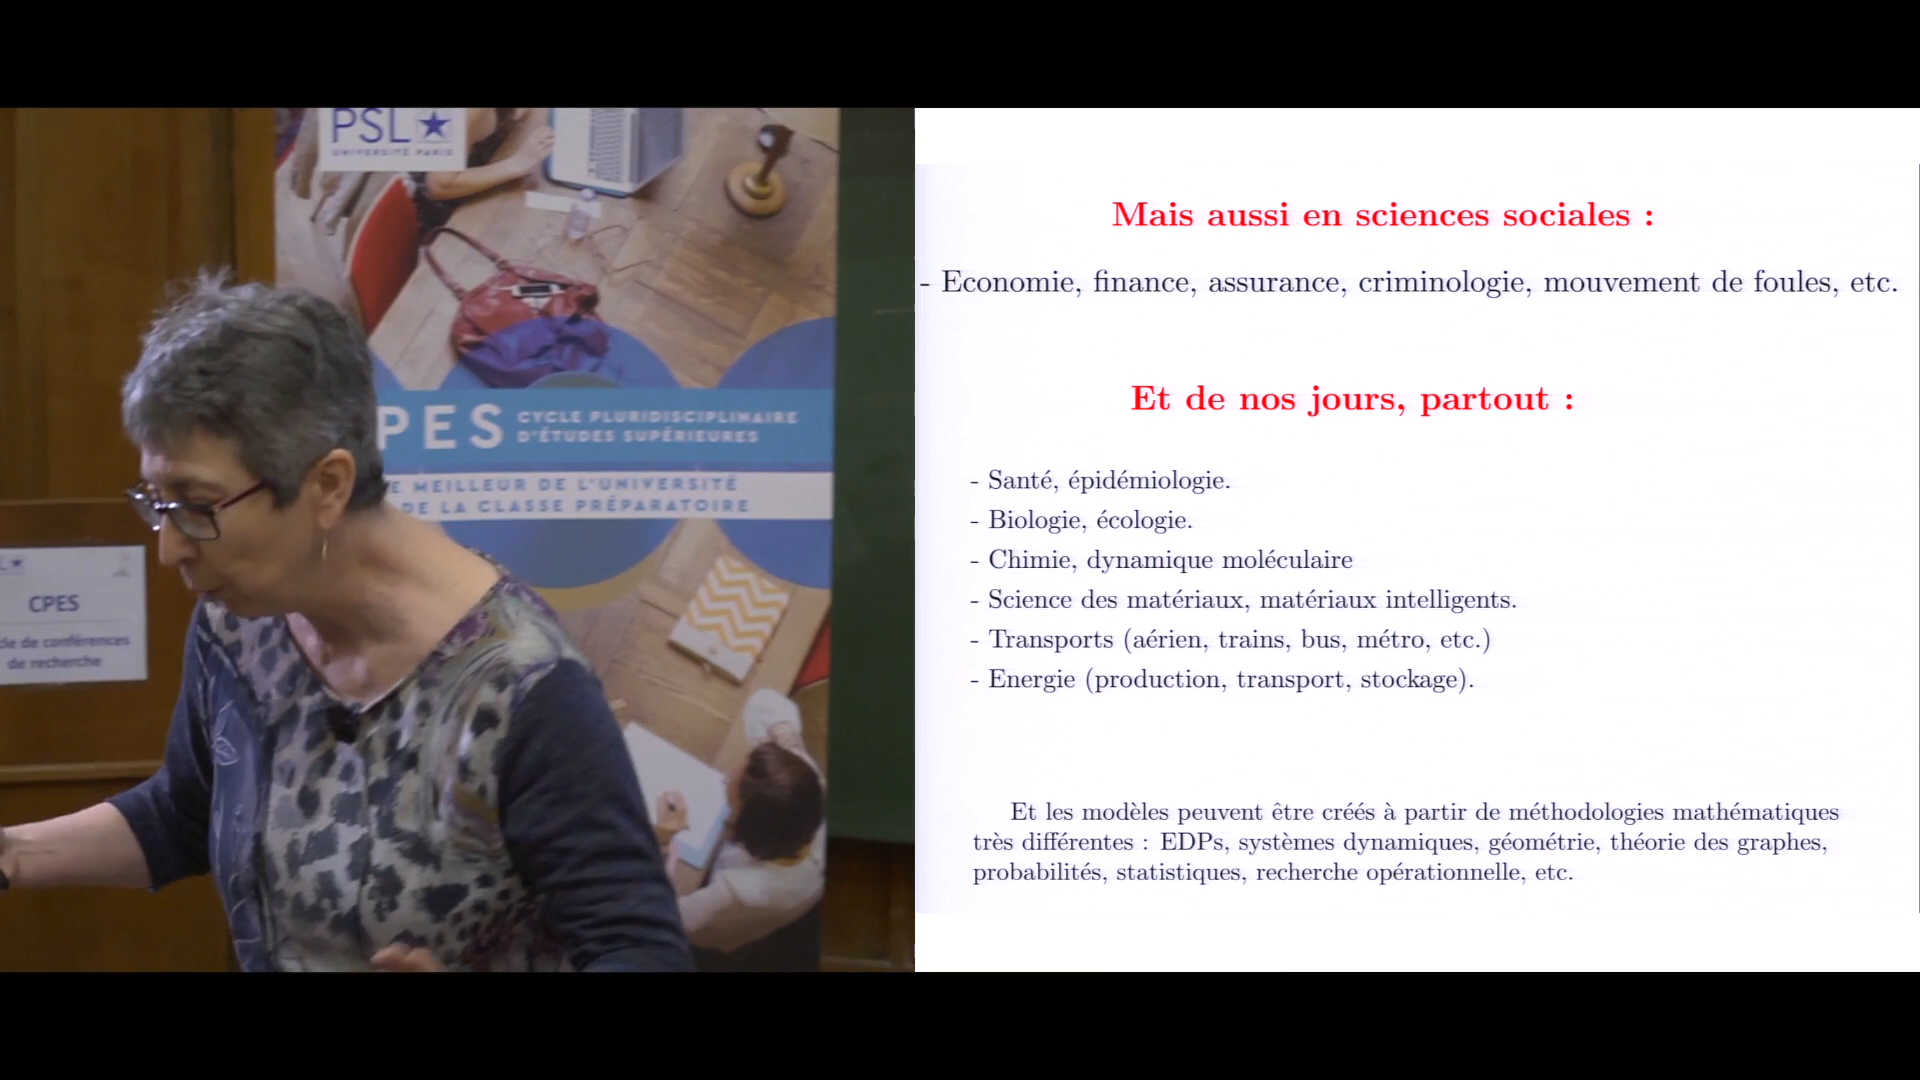 PSL
UNIVERSITÉ PARIS
PES CYCLE PLURIDISCIPLINAIRE
D'ÉTUDES SUPÉRIEURES
E MEILLEUR DE L'UNIVERSITÉ
DE LA CLASSE PRÉPARATOIRE
CPES
cle de conférences
de recherche
Mais aussi en sciences sociales :
- Economie, finance, assurance, criminologie, mouvement de foules, etc.
Et de nos jours, partout :
- Santé, épidémiologie.
- Biologie, écologie.
- Chimie, dynamique moléculaire
- Science des matériaux, matériaux intelligents.
- Transports (aérien, trains, bus, métro, etc.)
- Energie (production, transport, stockage).
Et les modèles peuvent être créés à partir de méthodologies mathématiques
très différentes : EDPs, systèmes dynamiques, géométrie, théorie des graphes,
probabilités, statistiques, recherche opérationnelle, etc.